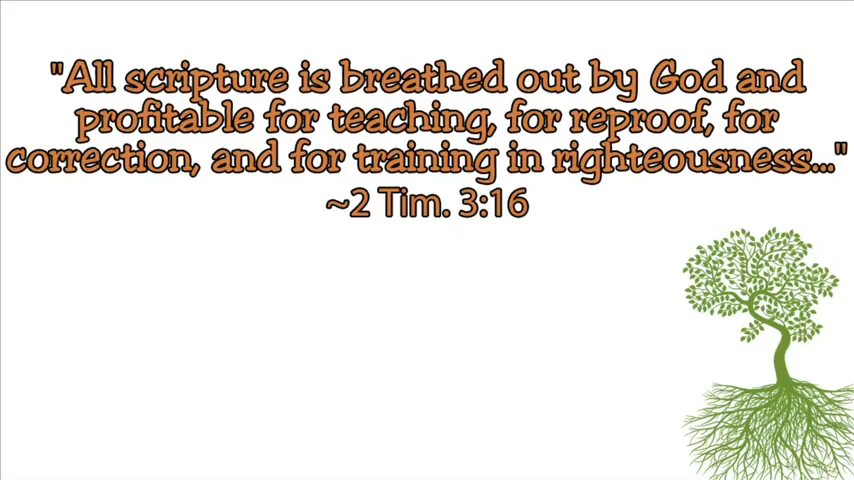 "All scripture is breathed out by God and
profitable for teaching, for reproof, for
correction, and for training in righteousness..."
~2 Tim. 3:16